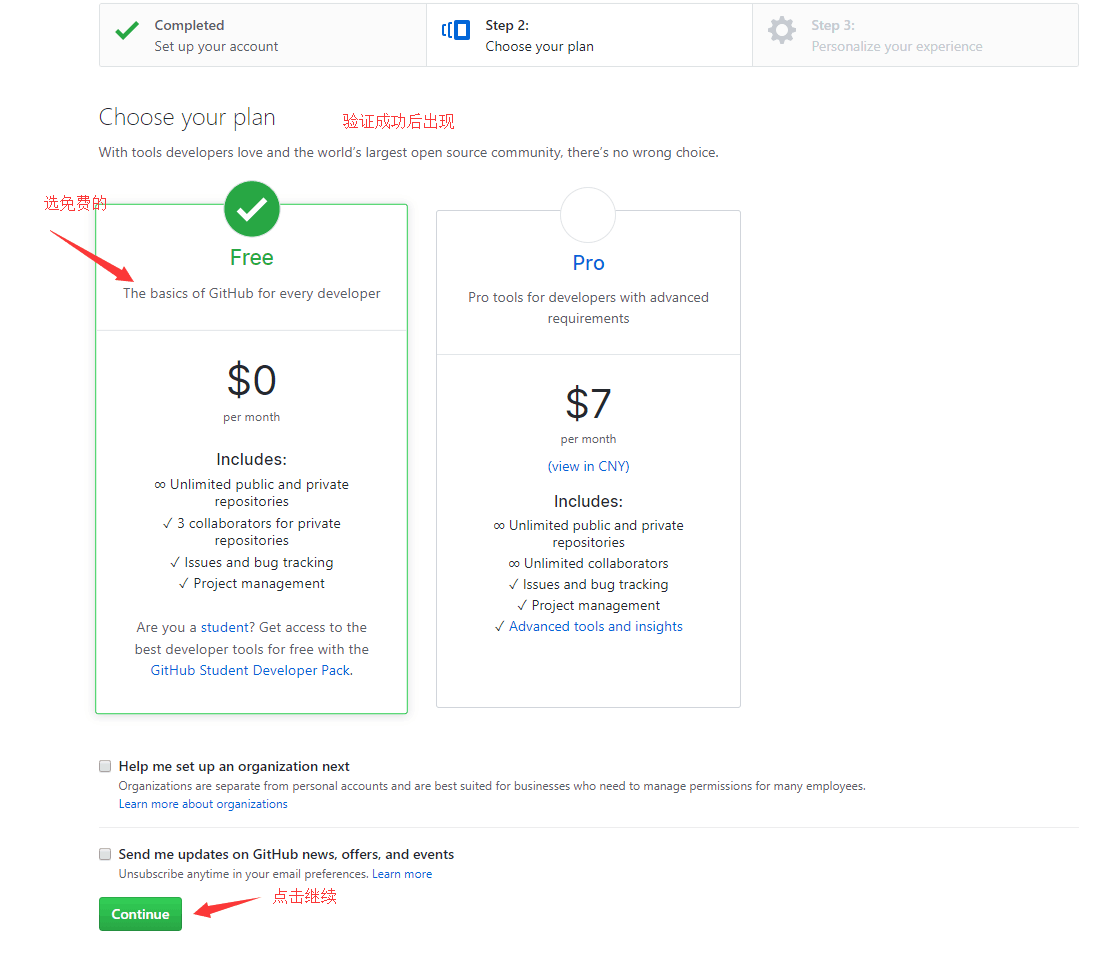 Completed
Set up your account
Step 2:
Choose your plan
Step 3:
Personalize your experience
Choose your plan
验证成功后出现
With tools developers love and the world's largest open source community, there's no wrong choice.
选免费的
Free
The basics of GitHub for every developer
$0
per month
Includes:
∞ Unlimited public and private
repositories
✓ 3 collaborators for private
repositories
✓ Issues and bug tracking
✓ Project management
Are you a student? Get access to the
best developer tools for free with the
GitHub Student Developer Pack.
Pro
Pro tools for developers with advanced
requirements
$7
per month
(view in CNY)
Includes:
∞ Unlimited public and private
repositories
∞ Unlimited collaborators
✓ Issues and bug tracking
✓ Project management
✓ Advanced tools and insights
Help me set up an organization next
Organizations are separate from personal accounts and are best suited for businesses who need to manage permissions for many employees.
Learn more about organizations
Send me updates on GitHub news, offers, and events
Unsubscribe anytime in your email preferences. Learn more
点击继续
Continue